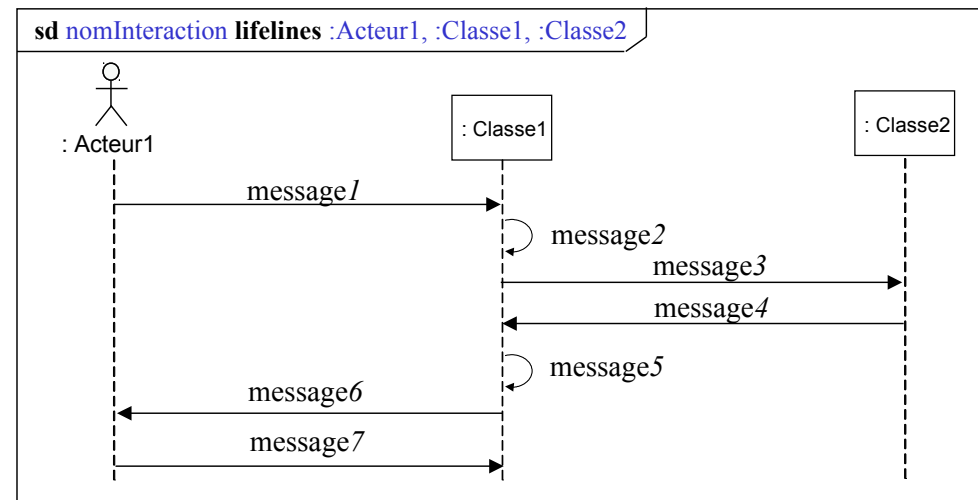 sd nomInteraction lifelines :Acteur1, :Classe1, :Classe2
: Acteur1
: Classe1
: Classe2
message1
message2
message3
message4
message5
message6
message7